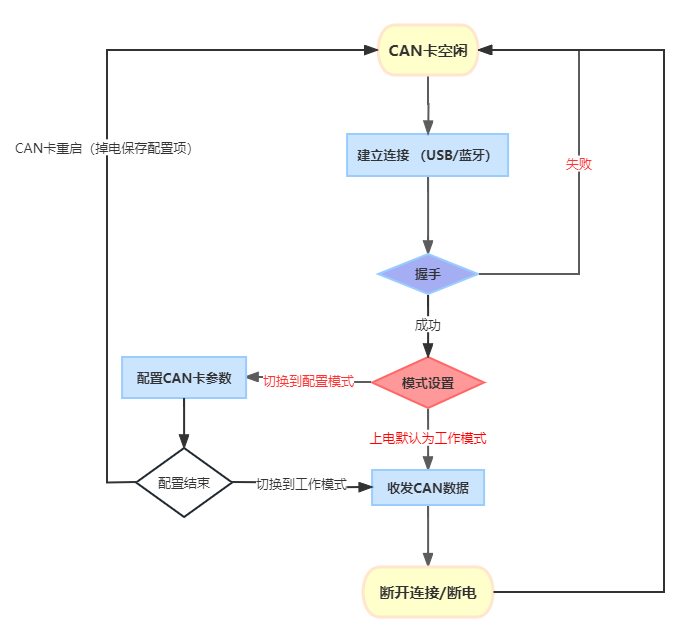 CAN卡空闲
CAN卡重启（掉电保存配置项）
建立连接 （USB/蓝牙）
失败
握手
成功
配置CAN卡参数
切换到配置模式
模式设置
上电默认为工作模式
配置结束
切换到工作模式
收发CAN数据
断开连接/断电